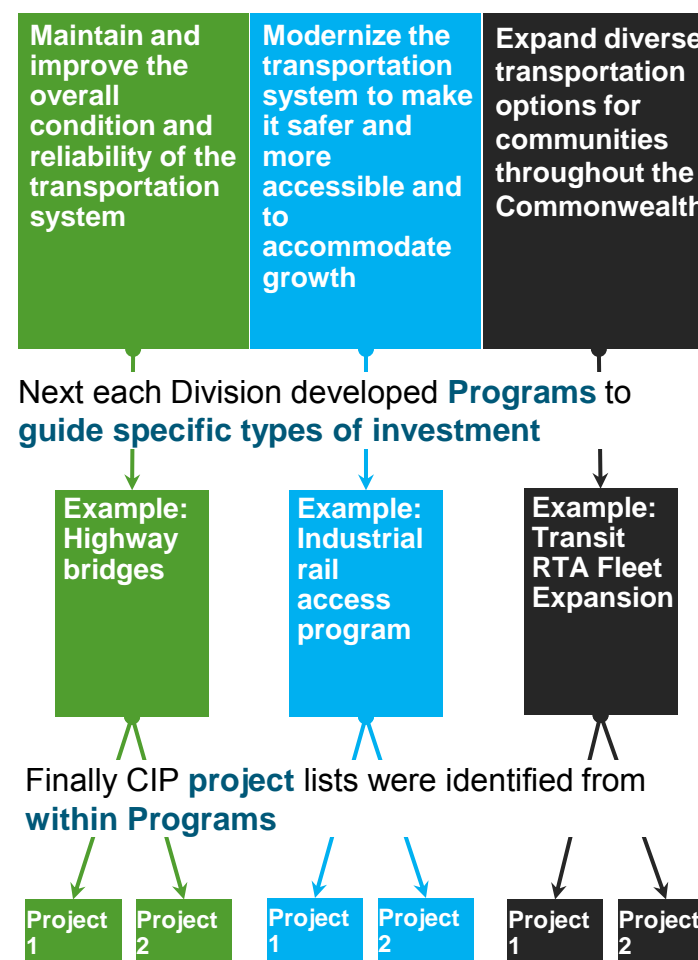 Maintain and
improve the
overall
condition and
reliability of the
transportation
system
Modernize the
transportation
system to make
it safer and
more
accessible and
to
accommodate
growth
Expand diverse
transportation
options for
communities
throughout the
Commonwealth
Next each Division developed Programs to
guide specific types of investment
Example:
Highway
bridges
Example:
Industrial
rail
access
program
Example:
Transit
RTA Fleet
Expansion
Finally CIP project lists were identified from
within Programs
Project
1
Project
2
Project
1
Project
2
Project
1
Project
2